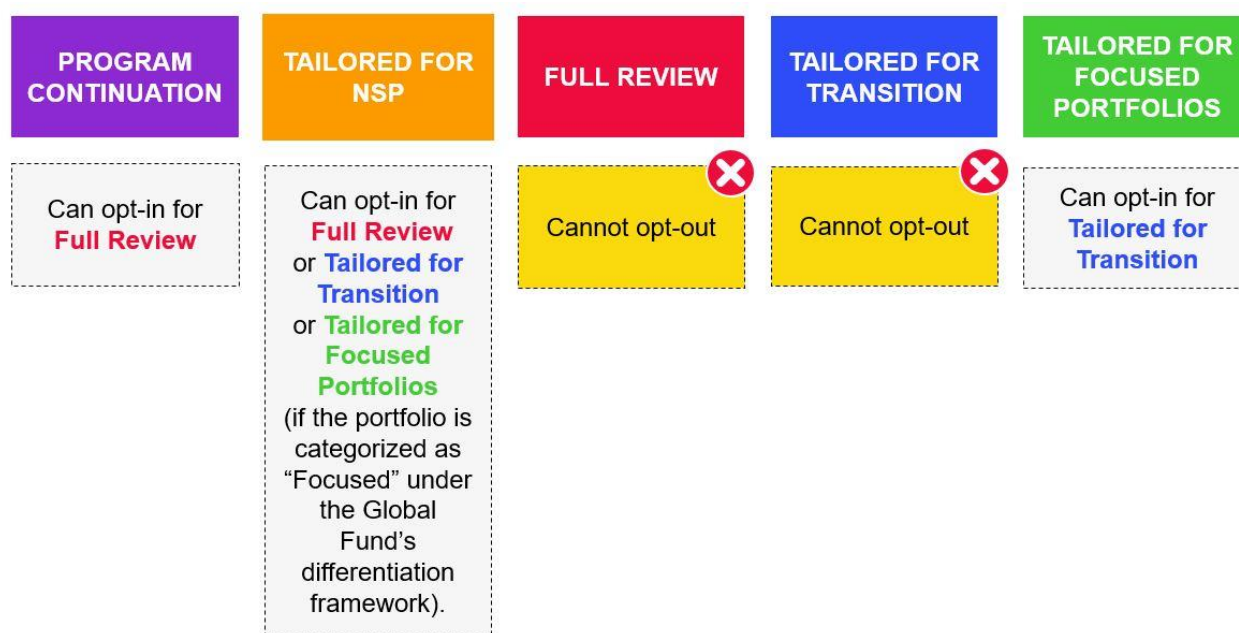 PROGRAM
CONTINUATION
Can opt-in for
Full Review
TAILORED FOR
NSP
Can opt-in for
Full Review
or Tailored for
Transition
or Tailored for
Focused
Portfolios
(if the portfolio is
categorized as
“Focused” under
the Global
Fund’s
differentiation
framework).
FULL REVIEW
Cannot opt-out
TAILORED FOR
TRANSITION
Cannot opt-out
TAILORED FOR
FOCUSED
PORTFOLIOS
Can opt-in for
Tailored for
Transition